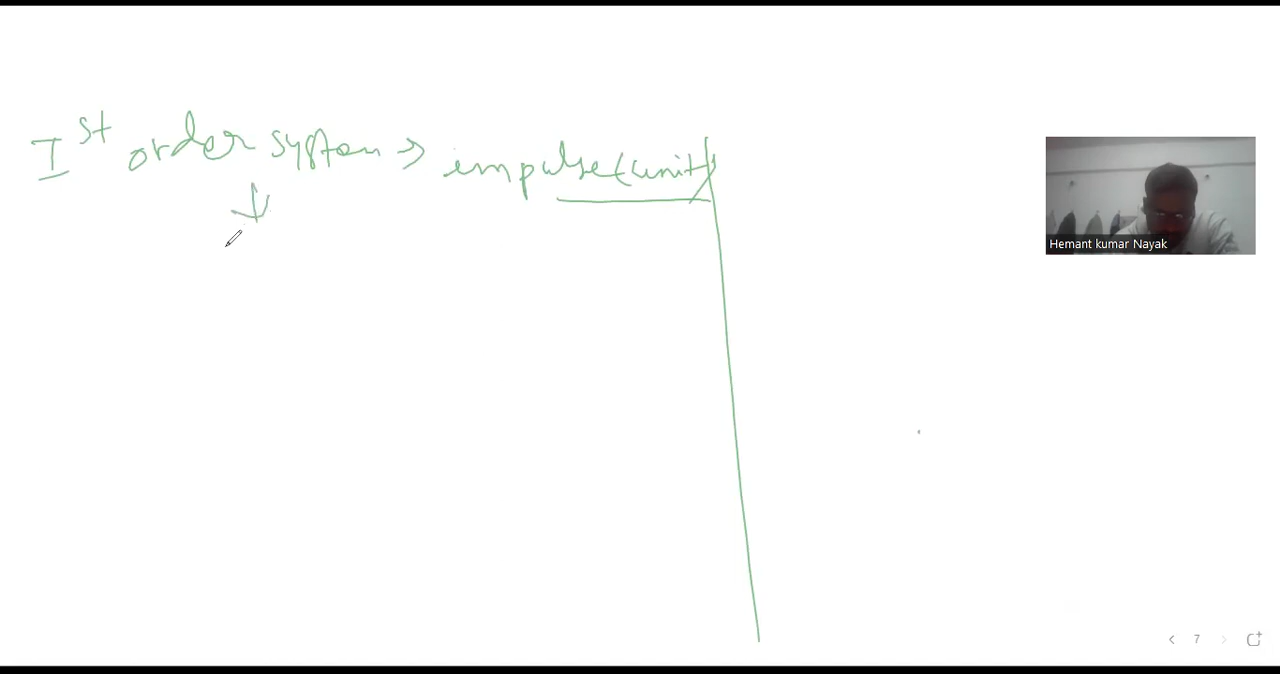 Ist order system → impulse(unit)
Hemant kumar Nayak
7